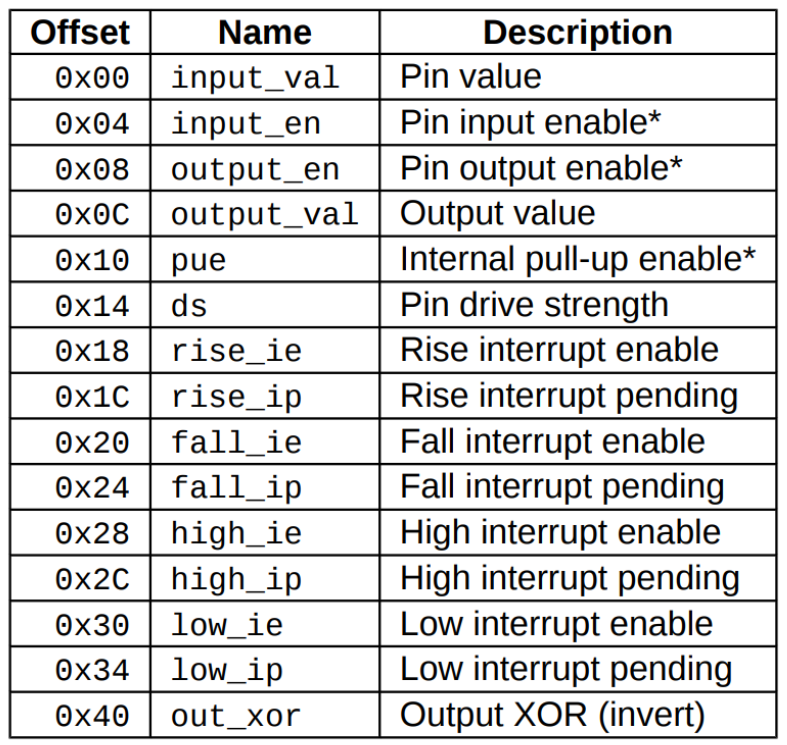 Offset Name Description
0x00 input_val Pin value
0x04 input_en Pin input enable*
0x08 output_en Pin output enable*
0x0C output_val Output value
0x10 pue Internal pull-up enable*
0x14 ds Pin drive strength
0x18 rise_ie Rise interrupt enable
0x1C rise_ip Rise interrupt pending
0x20 fall_ie Fall interrupt enable
0x24 fall_ip Fall interrupt pending
0x28 high_ie High interrupt enable
0x2C high_ip High interrupt pending
0x30 low_ie Low interrupt enable
0x34 low_ip Low interrupt pending
0x40 out_xor Output XOR (invert)